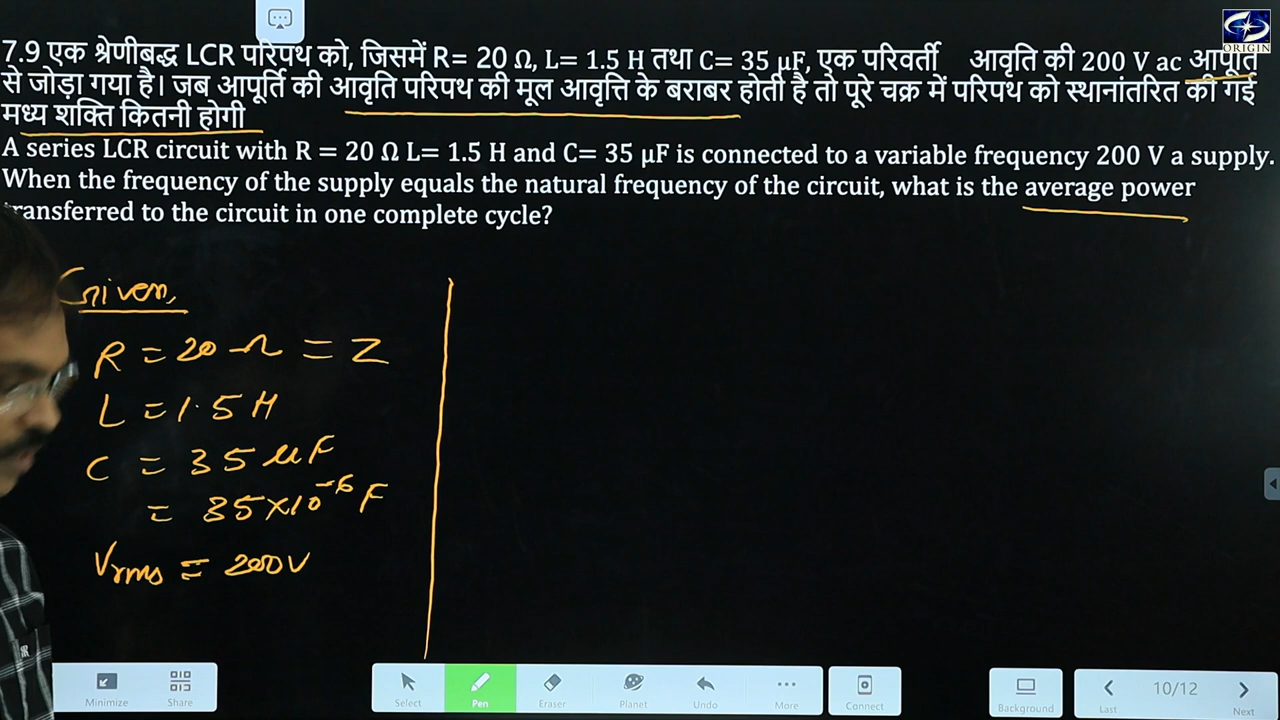 ORIGIN
7.9 एक श्रेणीबद्ध LCR परिपथ को, जिसमें R= 20 Ω, L= 1.5 H तथा C= 35 μF, एक परिवर्ती आवृति की 200 V ac आपूर्ति
से जोड़ा गया है। जब आपूर्ति की आवृति परिपथ की मूल आवृत्ति के बराबर होती है तो पूरे चक्र में परिपथ को स्थानांतरित की गई
मध्य शक्ति कितनी होगी
A series LCR circuit with R = 20 Ω L= 1.5 H and C= 35 μF is connected to a variable frequency 200 V a supply.
When the frequency of the supply equals the natural frequency of the circuit, what is the average power
transferred to the circuit in one complete cycle?
Given,
R = 20 Ω = Z
L = 1.5 H
C = 35 μF
= 35×10⁻⁶ F
Vrms = 200V
Minimize Share Select Pen Eraser Planet Undo More Connect Background Last 10/12 Next